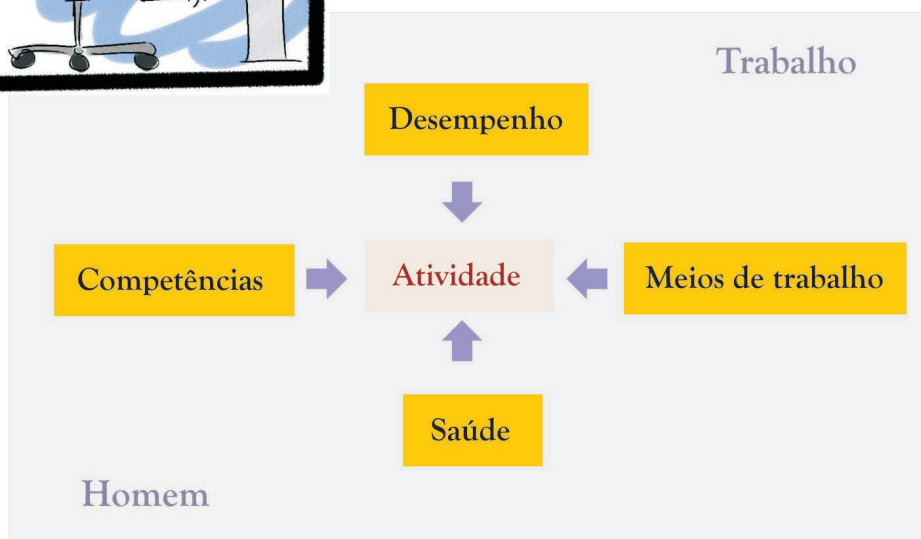 Trabalho
Desempenho
Competências
Atividade
Meios de trabalho
Saúde
Homem